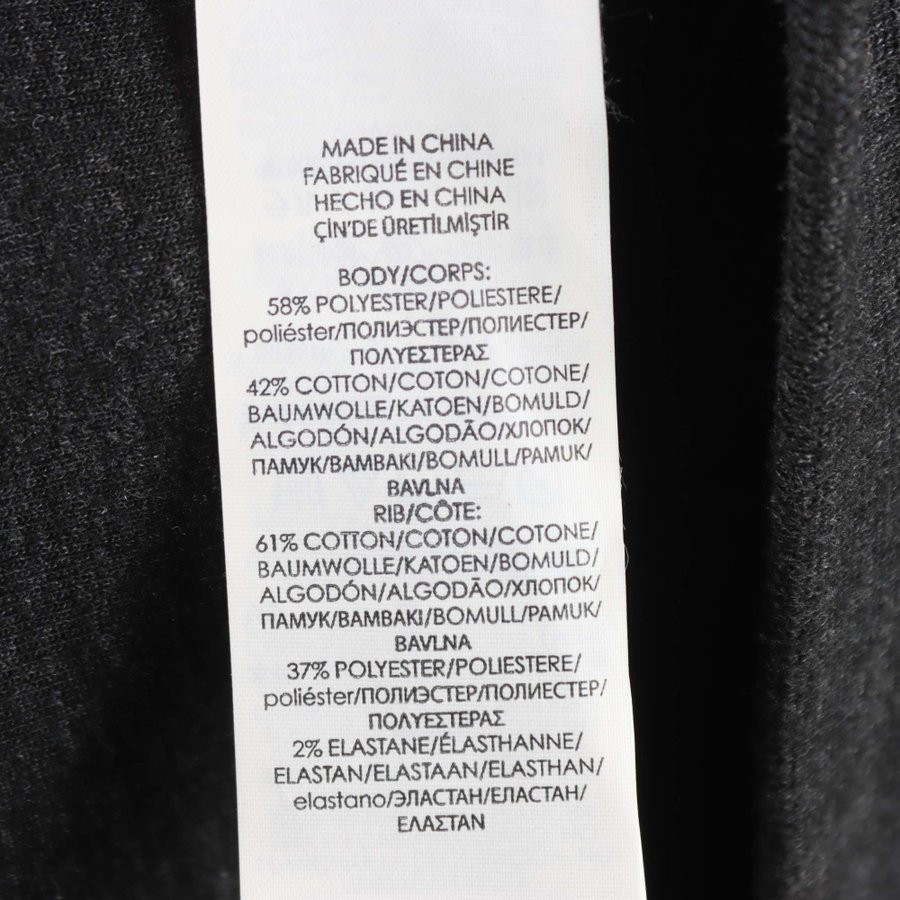 MADE IN CHINA
FABRIQUÉ EN CHINE
HECHO EN CHINA
ÇİN'DE ÜRETİLMİŞTİR
BODY/CORPS:
58% POLYESTER/POLIESTERE/
poliéster/ПОЛИЭСТЕР/ПОЛИЕСТЕР/
ΠΟΛΥΕΣΤΕΡΑΣ
42% COTTON/COTON/COTONE/
BAUMWOLLE/KATOEN/BOMULD/
ALGODÓN/ALGODÃO/ХЛОПОК/
ПАМУК/BAMBAKI/BOMULL/PAMUK/
BAVLNA
RIB/CÔTE:
61% COTTON/COTON/COTONE/
BAUMWOLLE/KATOEN/BOMULD/
ALGODÓN/ALGODÃO/ХЛОПОК/
ПАМУК/BAMBAKI/BOMULL/PAMUK/
BAVLNA
37% POLYESTER/POLIESTERE/
poliéster/ПОЛИЭСТЕР/ПОЛИЕСТЕР/
ΠΟΛΥΕΣΤΕΡΑΣ
2% ELASTANE/ÉLASTHANNE/
ELASTAN/ELASTAAN/ELASTHAN/
elastano/ЭЛАСТАН/ЕЛАСТАН/
ΕΛΑΣΤΑΝ